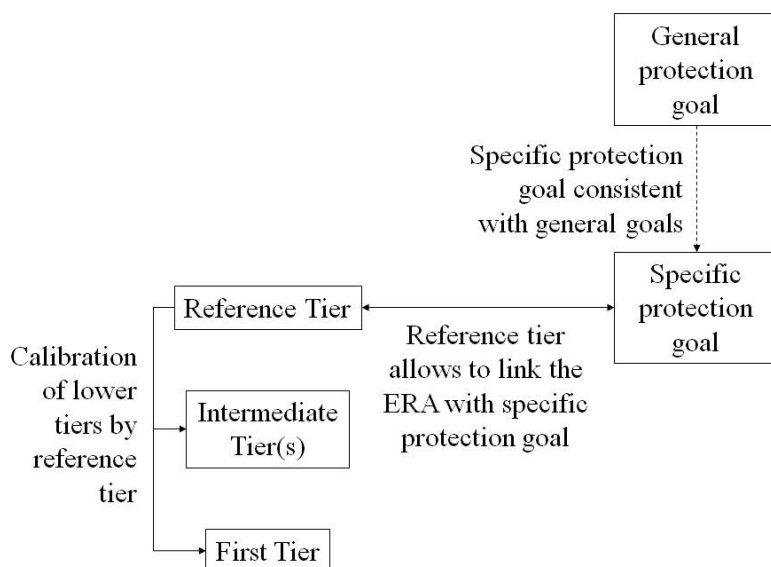 General
protection
goal
Specific protection
goal consistent
with general goals
Specific
protection
goal
Reference Tier
Reference tier
allows to link the
ERA with specific
protection goal
Calibration
of lower
tiers by
reference
tier
Intermediate
Tier(s)
First Tier